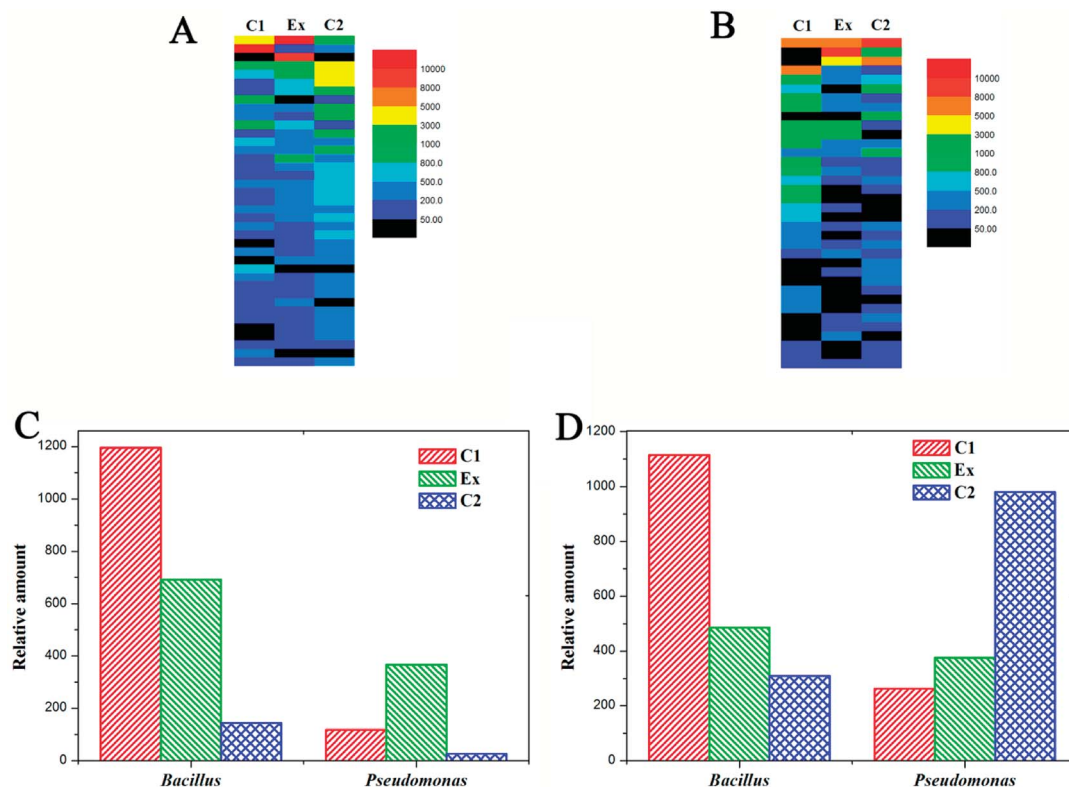 A
C1 Ex C2
10000
8000
5000
3000
1000
800.0
500.0
200.0
50.00
B
C1 Ex C2
10000
8000
5000
3000
1000
800.0
500.0
200.0
50.00
C
1200
1000
800
600
400
200
0
Relative amount
C1
Ex
C2
Bacillus Pseudomonas
D
1200
1000
800
600
400
200
0
Relative amount
C1
Ex
C2
Bacillus Pseudomonas